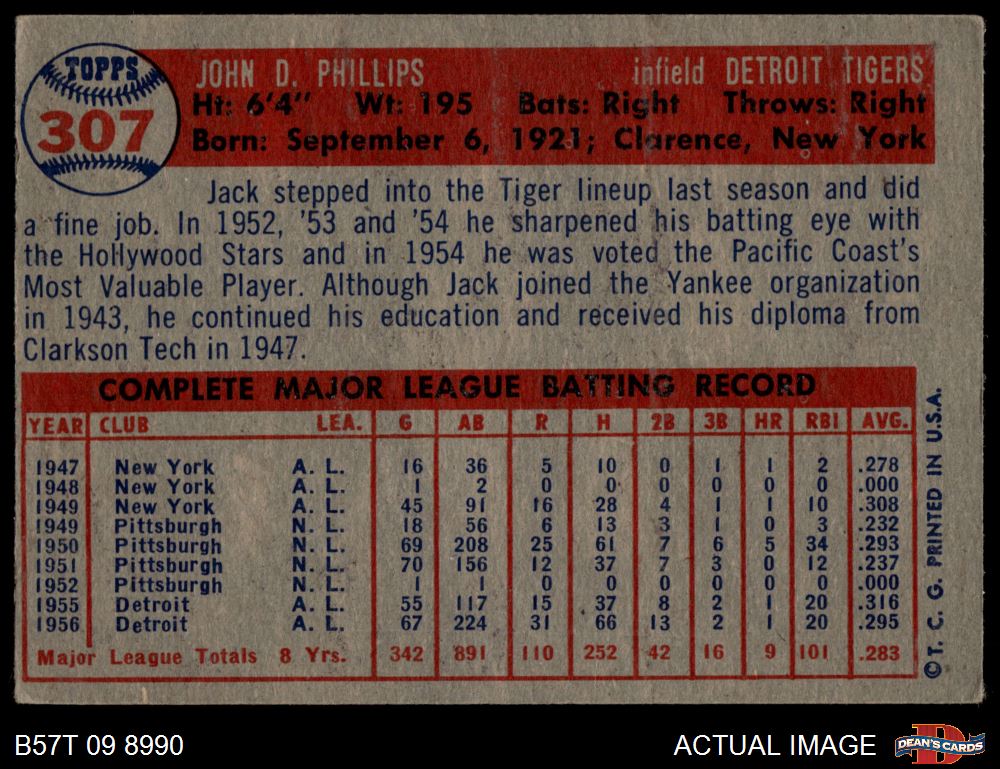 TOPPS
307
JOHN D. PHILLIPS infield DETROIT TIGERS
Ht: 6'4" Wt: 195 Bats: Right Throws: Right
Born: September 6, 1921; Clarence, New York
Jack stepped into the Tiger lineup last season and did
a fine job. In 1952, '53 and '54 he sharpened his batting eye with
the Hollywood Stars and in 1954 he was voted the Pacific Coast's
Most Valuable Player. Although Jack joined the Yankee organization
in 1943, he continued his education and received his diploma from
Clarkson Tech in 1947.
COMPLETE MAJOR LEAGUE BATTING RECORD
YEAR CLUB LEA. G AB R H 2B 3B HR RBI AVG.
1947 New York A. L. 16 36 5 10 0 1 1 2 .278
1948 New York A. L. 1 2 0 0 0 0 0 0 .000
1949 New York A. L. 45 91 16 28 4 1 1 10 .308
1949 Pittsburgh N. L. 18 56 6 13 3 1 0 3 .232
1950 Pittsburgh N. L. 69 208 25 61 7 6 5 34 .293
1951 Pittsburgh N. L. 70 156 12 37 7 3 0 12 .237
1952 Pittsburgh N. L. 1 1 0 0 0 0 0 0 .000
1955 Detroit A. L. 55 117 15 37 8 2 1 20 .316
1956 Detroit A. L. 67 224 31 66 13 2 1 20 .295
Major League Totals 8 Yrs. 342 891 110 252 42 16 9 101 .283
©T. C. G. PRINTED IN U.S.A.
B57T 09 8990
ACTUAL IMAGE
D
DEAN'S CARDS